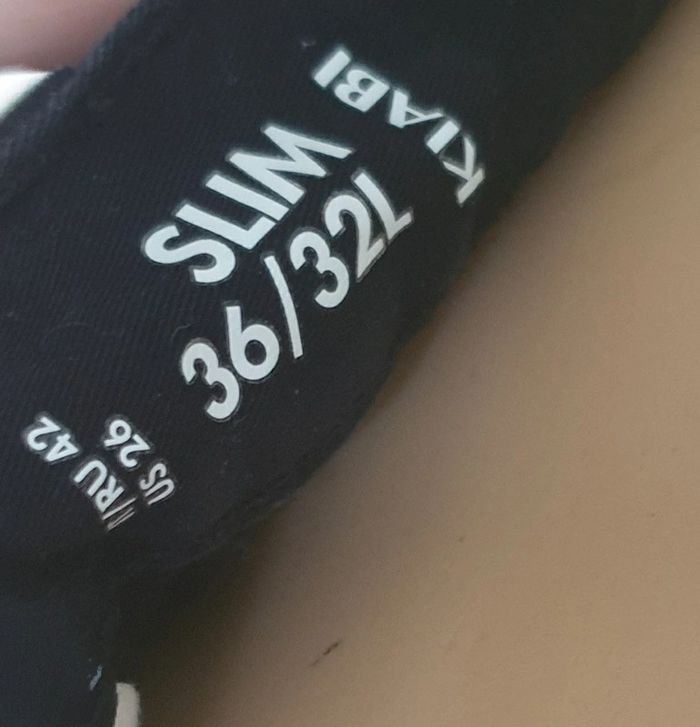 KIABI
SLIM
36/32L
US 26
I/RU 42